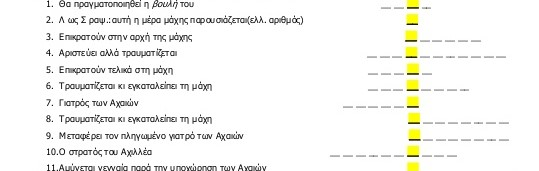 1. Θα πραγματοποιηθεί η βουλή του
2. Λ ως Σ ραψ.:αυτή η μέρα μάχης παρουσιάζεται(ελλ. αριθμός)
3. Επικρατούν στην αρχή της μάχης
4. Αριστεύει αλλά τραυματίζεται
5. Επικρατούν τελικά στη μάχη
6. Τραυματίζεται κι εγκαταλείπει τη μάχη
7. Γιατρός των Αχαιών
8. Τραυματίζεται κι εγκαταλείπει τη μάχη
9. Μεταφέρει τον πληγωμένο γιατρό των Αχαιών
10.Ο στρατός του Αχιλλέα
11.Αμύνεται γενναία παρά την υποχώρηση των Αχαιών